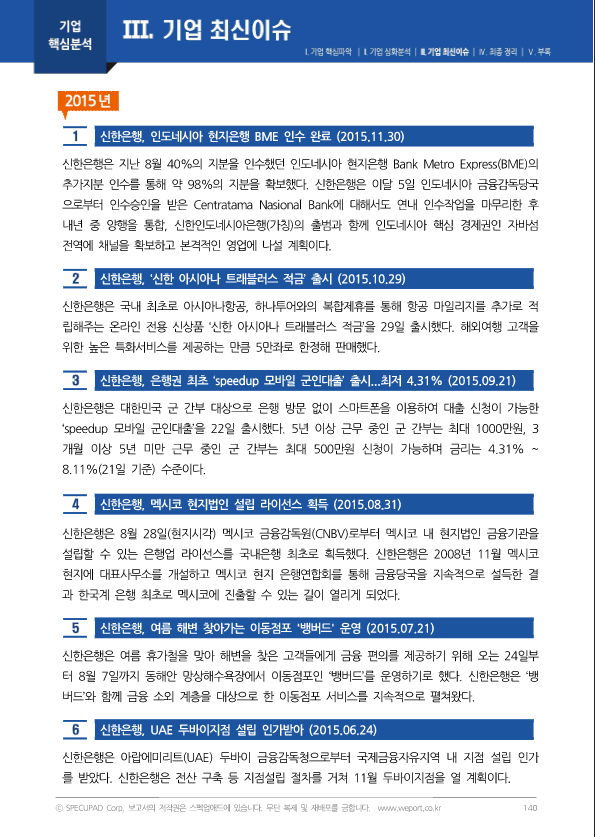 기업
핵심분석
III. 기업 최신이슈
I. 기업 핵심파악 | II. 기업 심화분석 | III. 기업 최신이슈 | IV. 최종 정리 | V. 부록
2015년
1 신한은행, 인도네시아 현지은행 BME 인수 완료 (2015.11.30)
신한은행은 지난 8월 40%의 지분을 인수했던 인도네시아 현지은행 Bank Metro Express(BME)의
추가지분 인수를 통해 약 98%의 지분을 확보했다. 신한은행은 이달 5일 인도네시아 금융감독당국
으로부터 인수승인을 받은 Centratama Nasional Bank에 대해서도 연내 인수작업을 마무리한 후
내년 중 양행을 통합, 신한인도네시아은행(가칭)의 출범과 함께 인도네시아 핵심 경제권인 자바섬
전역에 채널을 확보하고 본격적인 영업에 나설 계획이다.
2 신한은행, '신한 아시아나 트래블러스 적금' 출시 (2015.10.29)
신한은행은 국내 최초로 아시아나항공, 하나투어와의 복합제휴를 통해 항공 마일리지를 추가로 적
립해주는 온라인 전용 신상품 '신한 아시아나 트래블러스 적금'을 29일 출시했다. 해외여행 고객을
위한 높은 특화서비스를 제공하는 만큼 5만좌로 한정해 판매했다.
3 신한은행, 은행권 최초 'speedup 모바일 군인대출' 출시...최저 4.31% (2015.09.21)
신한은행은 대한민국 군 간부 대상으로 은행 방문 없이 스마트폰을 이용하여 대출 신청이 가능한
'speedup 모바일 군인대출'을 22일 출시했다. 5년 이상 근무 중인 군 간부는 최대 1000만원, 3
개월 이상 5년 미만 근무 중인 군 간부는 최대 500만원 신청이 가능하며 금리는 4.31% ~
8.11%(21일 기준) 수준이다.
4 신한은행, 멕시코 현지법인 설립 라이선스 획득 (2015.08.31)
신한은행은 8월 28일(현지시각) 멕시코 금융감독원(CNBV)로부터 멕시코 내 현지법인 금융기관을
설립할 수 있는 은행업 라이선스를 국내은행 최초로 획득했다. 신한은행은 2008년 11월 멕시코
현지에 대표사무소를 개설하고 멕시코 현지 은행연합회를 통해 금융당국을 지속적으로 설득한 결
과 한국계 은행 최초로 멕시코에 진출할 수 있는 길이 열리게 되었다.
5 신한은행, 여름 해변 찾아가는 이동점포 '뱅버드' 운영 (2015.07.21)
신한은행은 여름 휴가철을 맞아 해변을 찾은 고객들에게 금융 편의를 제공하기 위해 오는 24일부
터 8월 7일까지 동해안 망상해수욕장에서 이동점포인 '뱅버드'를 운영하기로 했다. 신한은행은 '뱅
버드'와 함께 금융 소외 계층을 대상으로 한 이동점포 서비스를 지속적으로 펼쳐왔다.
6 신한은행, UAE 두바이지점 설립 인가받아 (2015.06.24)
신한은행은 아랍에미리트(UAE) 두바이 금융감독청으로부터 국제금융자유지역 내 지점 설립 인가
를 받았다. 신한은행은 전산 구축 등 지점설립 절차를 거쳐 11월 두바이지점을 열 계획이다.
ⓒ SPECUPAD Corp. 보고서의 저작권은 스펙업애드에 있습니다. 무단 복제 및 재배포를 금합니다. www.weport.co.kr 140